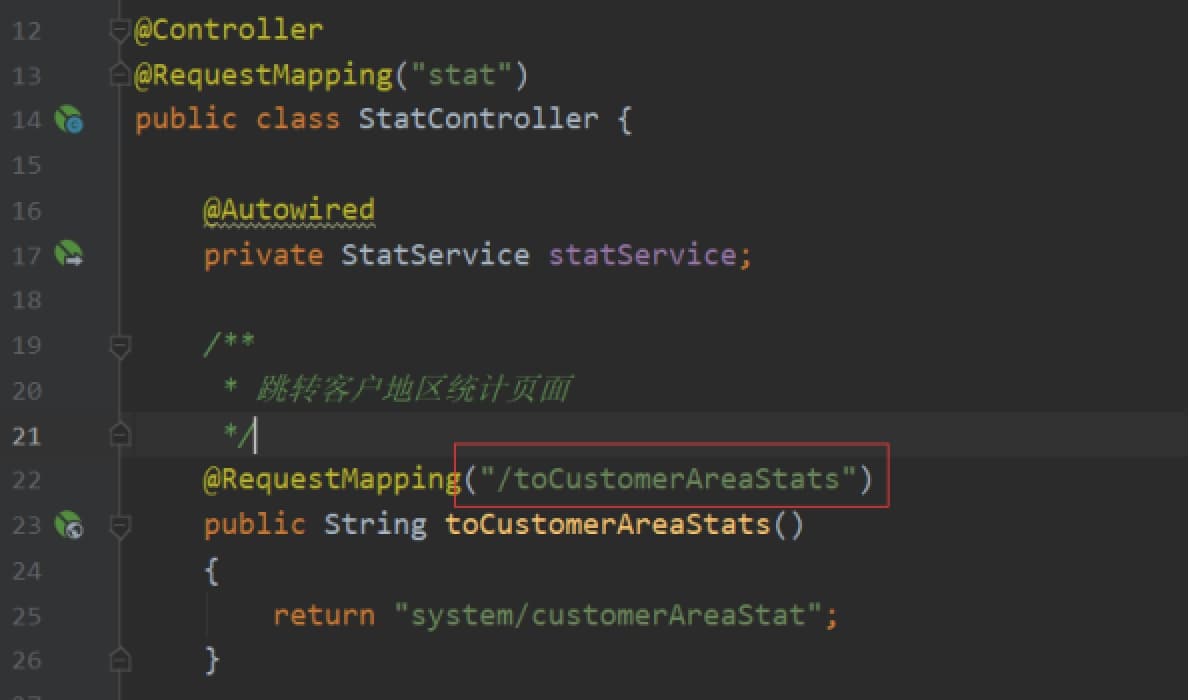 12 @Controller
13 @RequestMapping("stat")
14 public class StatController {
15
16 @Autowired
17 private StatService statService;
18
19 /**
20 * 跳转客户地区统计页面
21 */
22 @RequestMapping("/toCustomerAreaStats")
23 public String toCustomerAreaStats()
24 {
25 return "system/customerAreaStat";
26 }